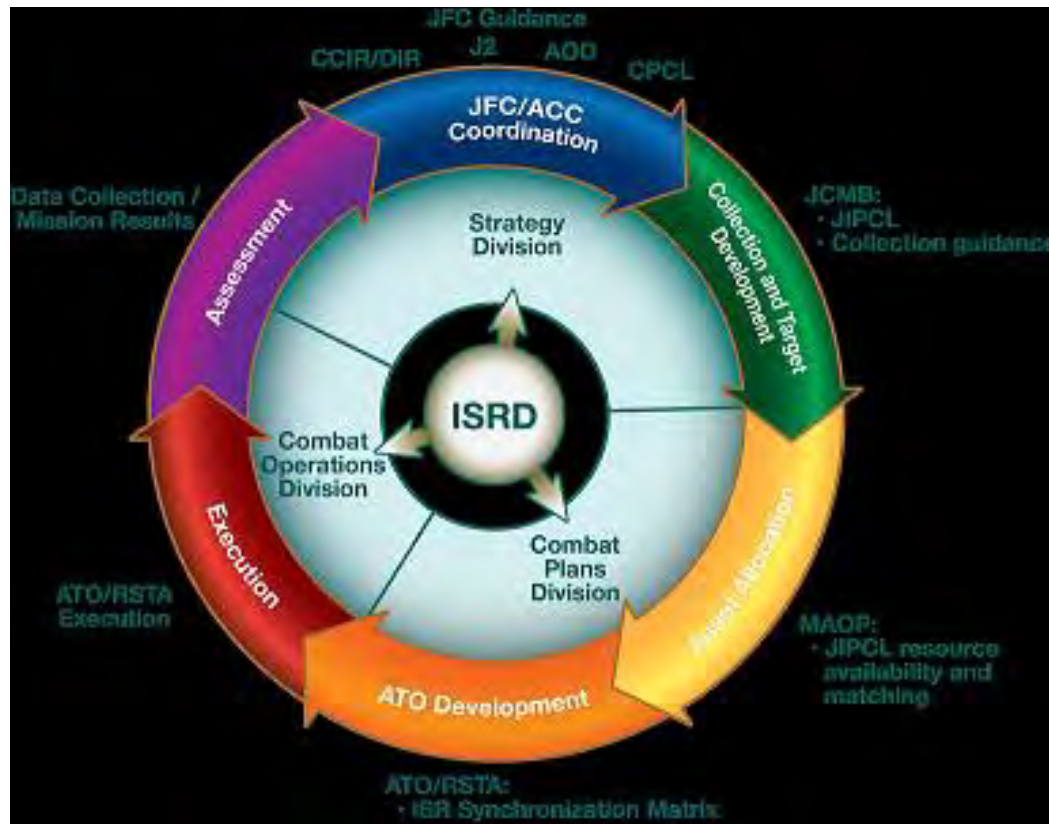 JFC Guidance
CCIR/DIR
J2
AOD
CPCL
JFC/ACC
Coordination
Collection and Target
Development
JCMB:
· JIPCL
· Collection guidance
Asset Allocation
MAOP:
· JIPCL resource
availability and
matching
ATO Development
ATO/RSTA:
· ISR Synchronization Matrix
Execution
ATO/RSTA
Execution
Assessment
Data Collection /
Mission Results
Strategy
Division
ISRD
Combat
Operations
Division
Combat
Plans
Division